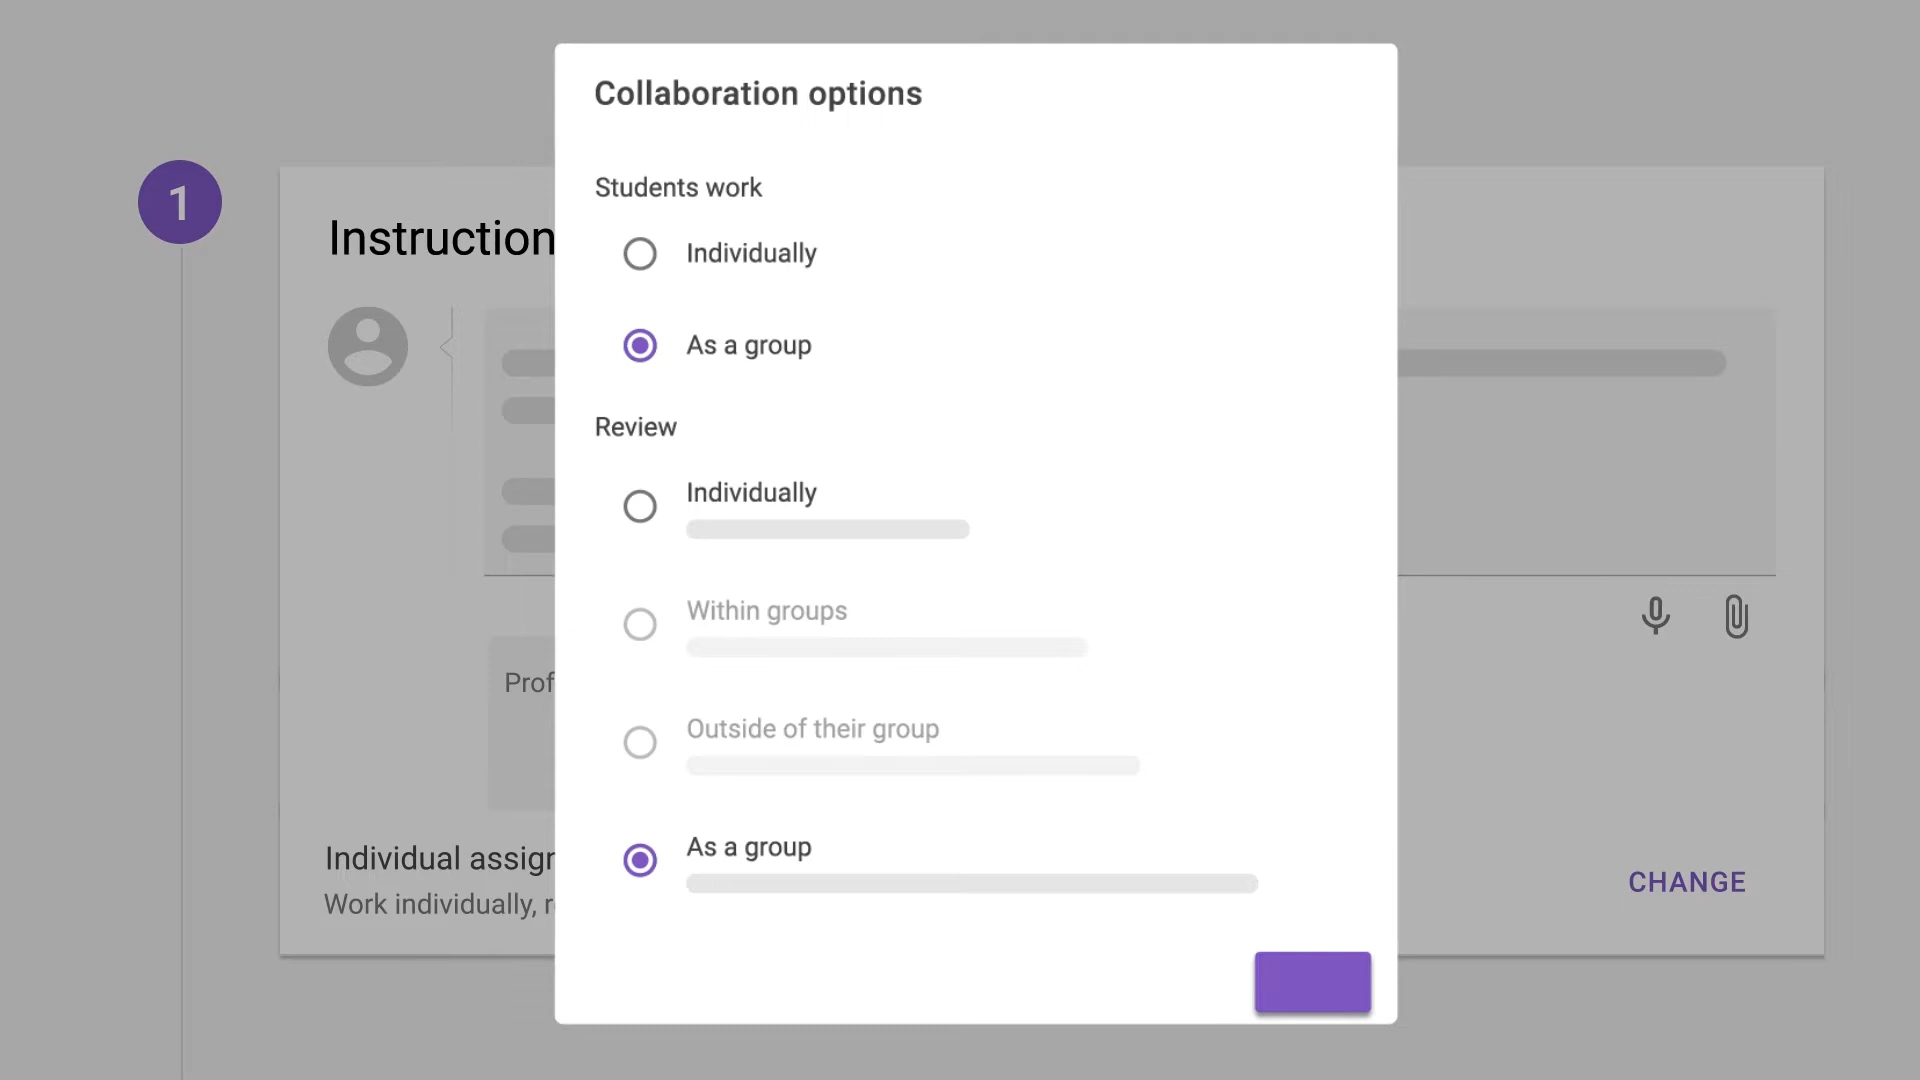 Collaboration options
1
Instruction
Students work
Individually
As a group
Review
Individually
Within groups
Outside of their group
As a group
Prof
Individual assign
Work individually, r
CHANGE